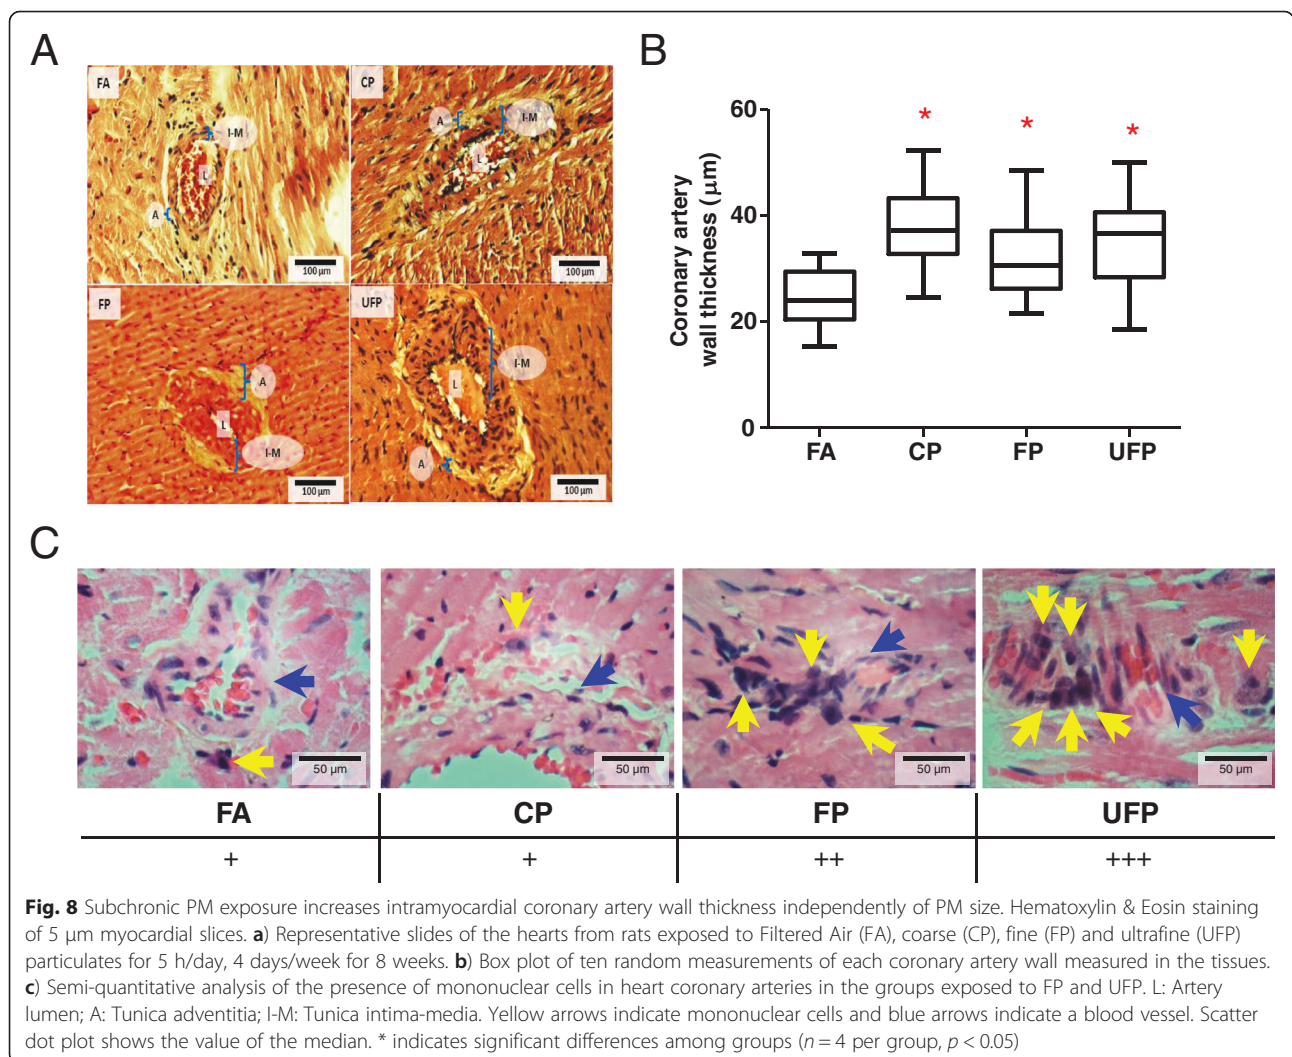 A
B
FA
I-M
L
A
100 µm
CP
A
I-M
L
100 µm
FP
A
L
I-M
100 µm
UFP
I-M
L
A
100 µm
Coronary artery
wall thickness (µm)
60
40
20
0
* * *
FA CP FP UFP
C
50 µm
50 µm
50 µm
50 µm
FA CP FP UFP
+ + ++ +++
Fig. 8 Subchronic PM exposure increases intramyocardial coronary artery wall thickness independently of PM size. Hematoxylin & Eosin staining
of 5 µm myocardial slices. a) Representative slides of the hearts from rats exposed to Filtered Air (FA), coarse (CP), fine (FP) and ultrafine (UFP)
particulates for 5 h/day, 4 days/week for 8 weeks. b) Box plot of ten random measurements of each coronary artery wall measured in the tissues.
c) Semi-quantitative analysis of the presence of mononuclear cells in heart coronary arteries in the groups exposed to FP and UFP. L: Artery
lumen; A: Tunica adventitia; I-M: Tunica intima-media. Yellow arrows indicate mononuclear cells and blue arrows indicate a blood vessel. Scatter
dot plot shows the value of the median. * indicates significant differences among groups (n = 4 per group, p < 0.05)